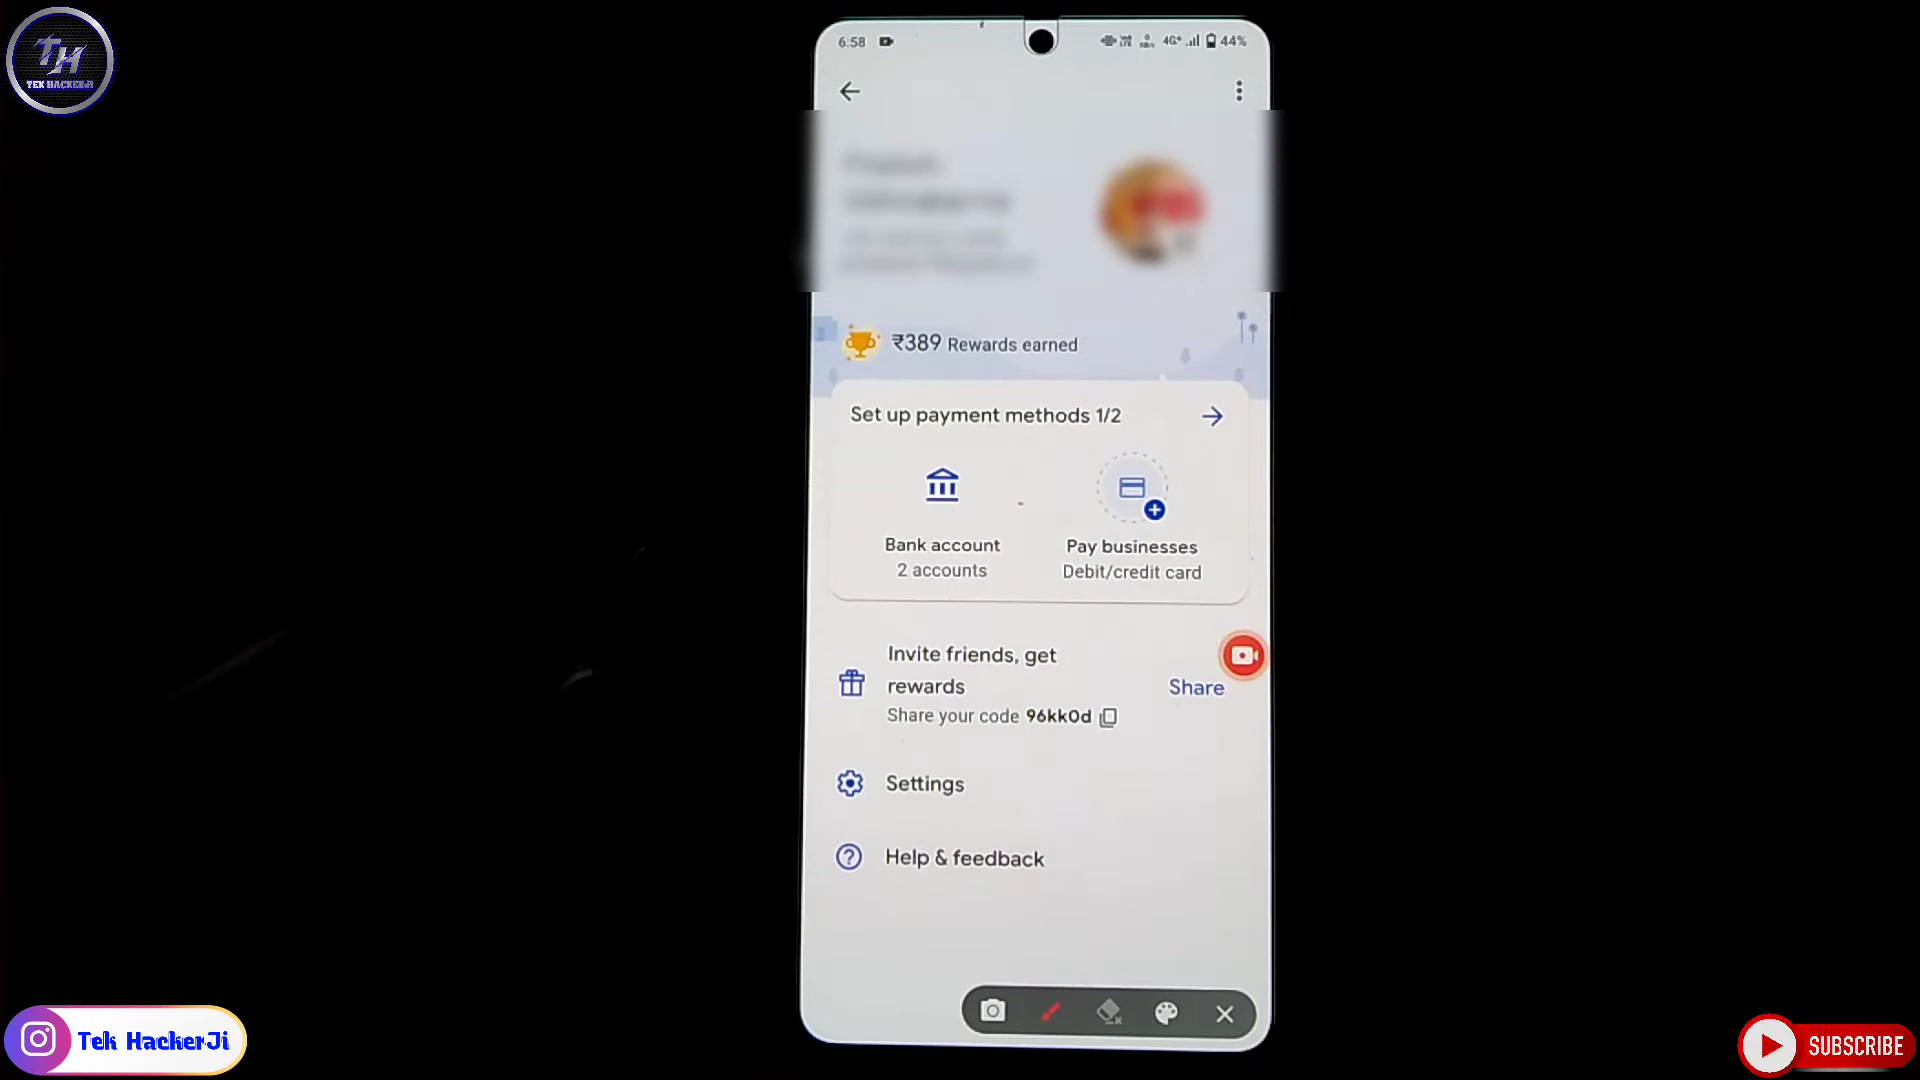 TH
TEK HACKERJi
6:58
4G+ 44%
₹389 Rewards earned
Set up payment methods 1/2
Bank account
2 accounts
Pay businesses
Debit/credit card
Invite friends, get
rewards
Share your code 96kk0d
Share
Settings
Help & feedback
Tek HackerJi
SUBSCRIBE